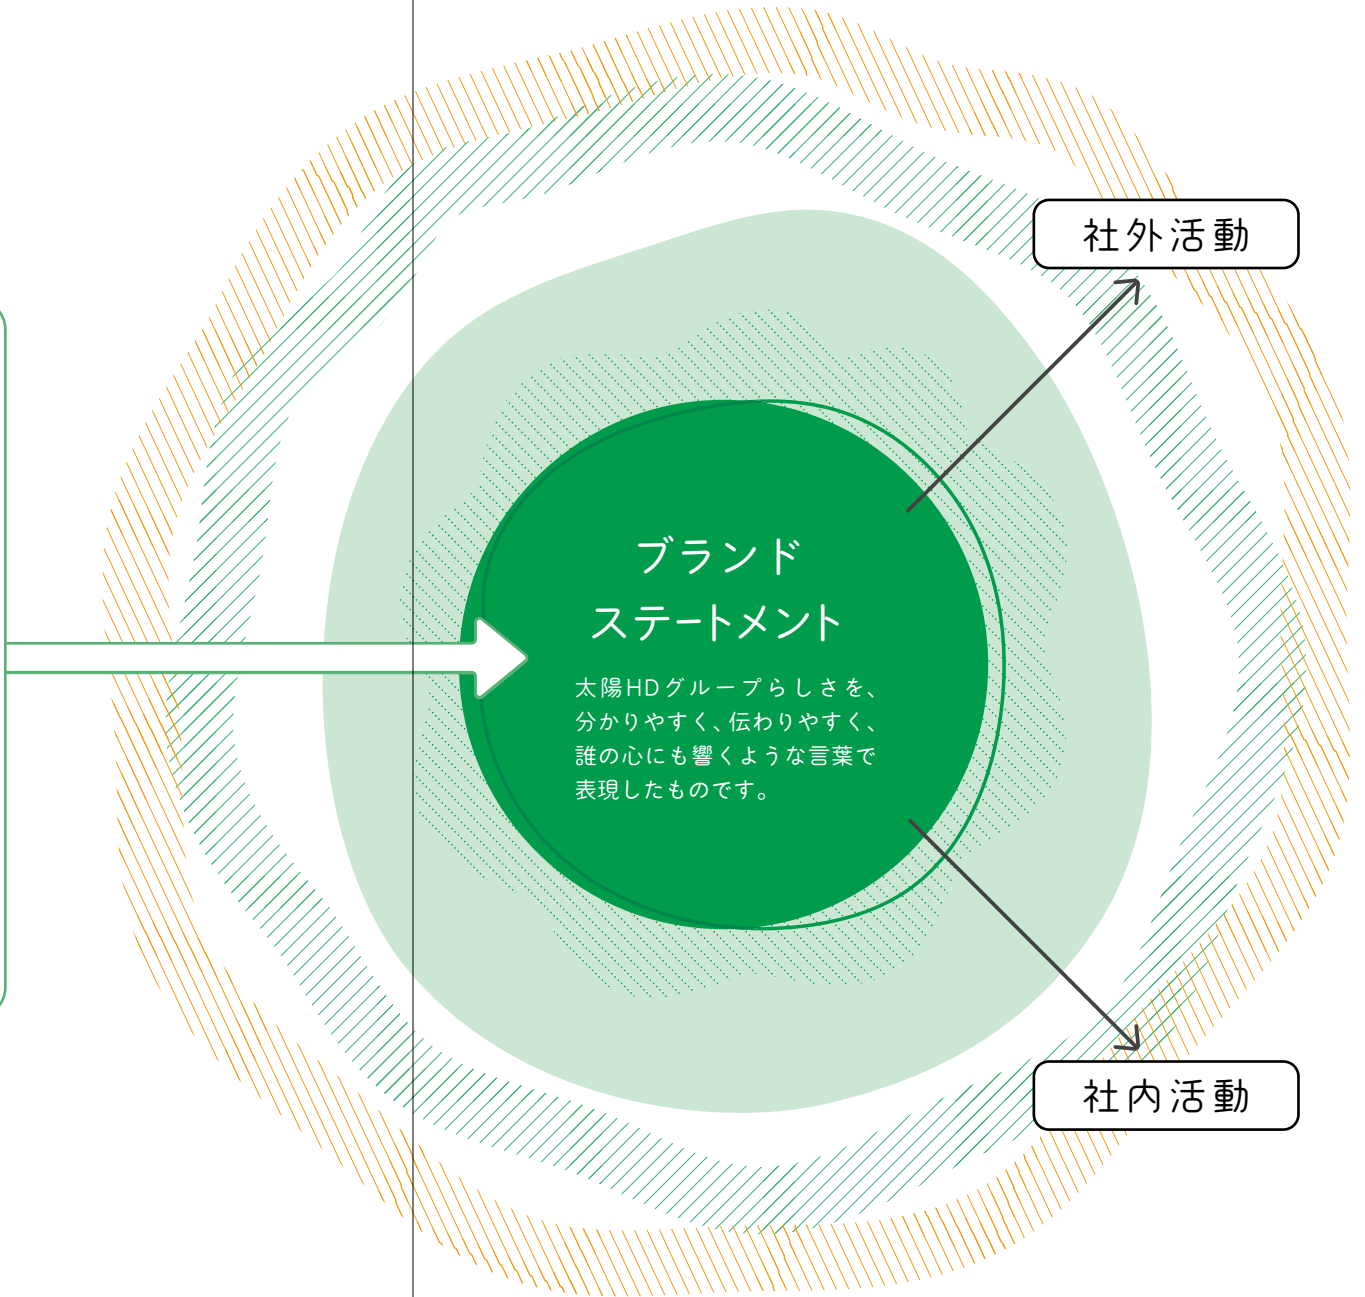 社外活動
ブランド
ステートメント
太陽HDグループらしさを、
分かりやすく、伝わりやすく、
誰の心にも響くような言葉で
表現したものです。
社内活動